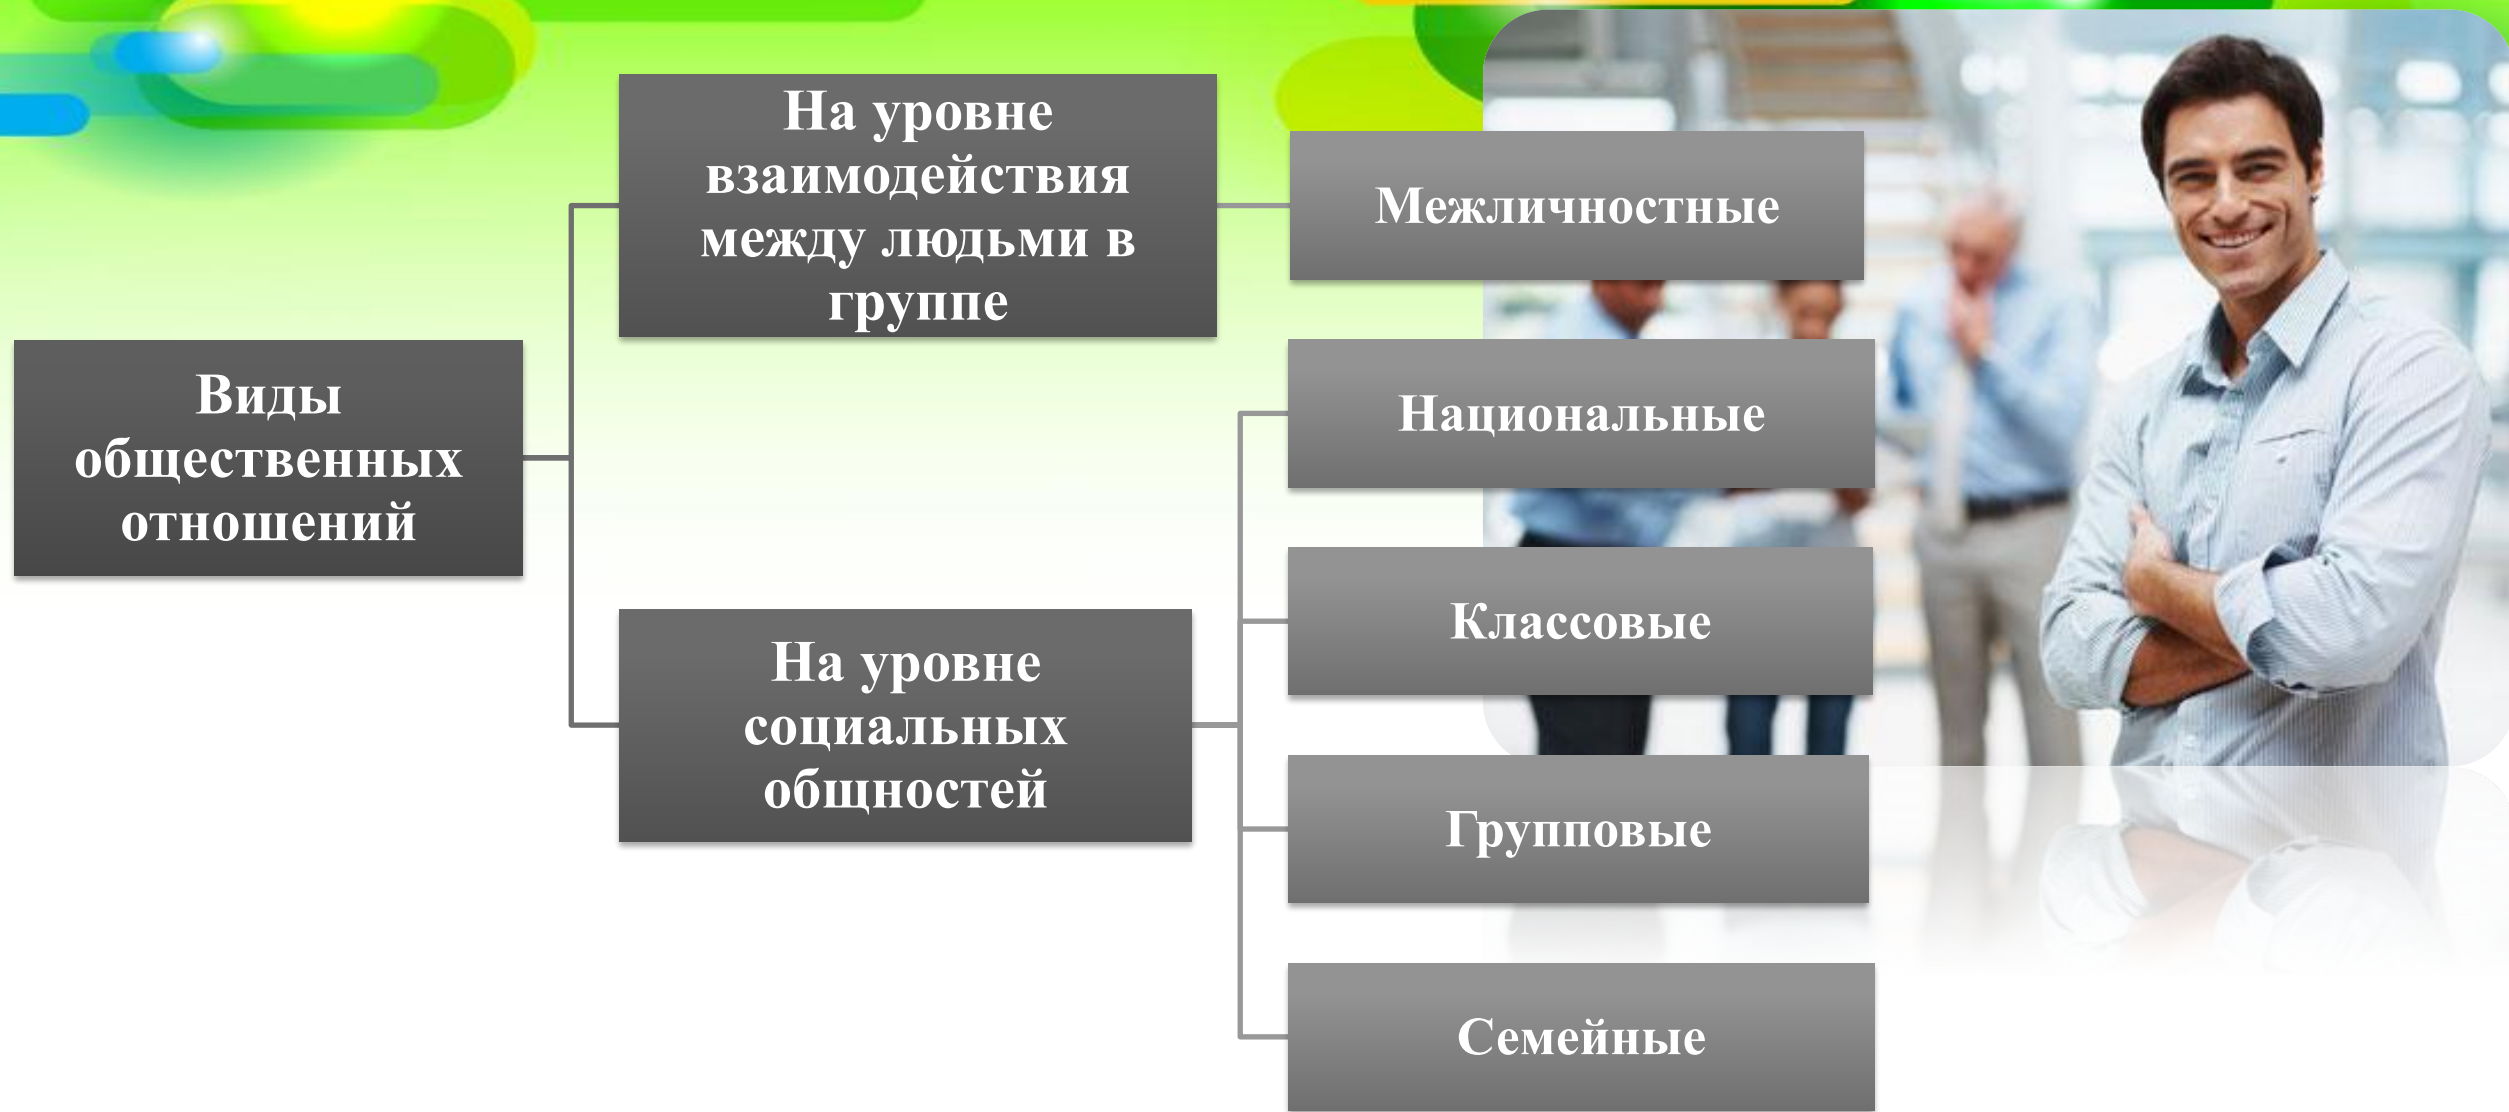 Виды
общественных
отношений
На уровне
взаимодействия
между людьми в
группе
Межличностные
На уровне
социальных
общностей
Национальные
Классовые
Групповые
Семейные